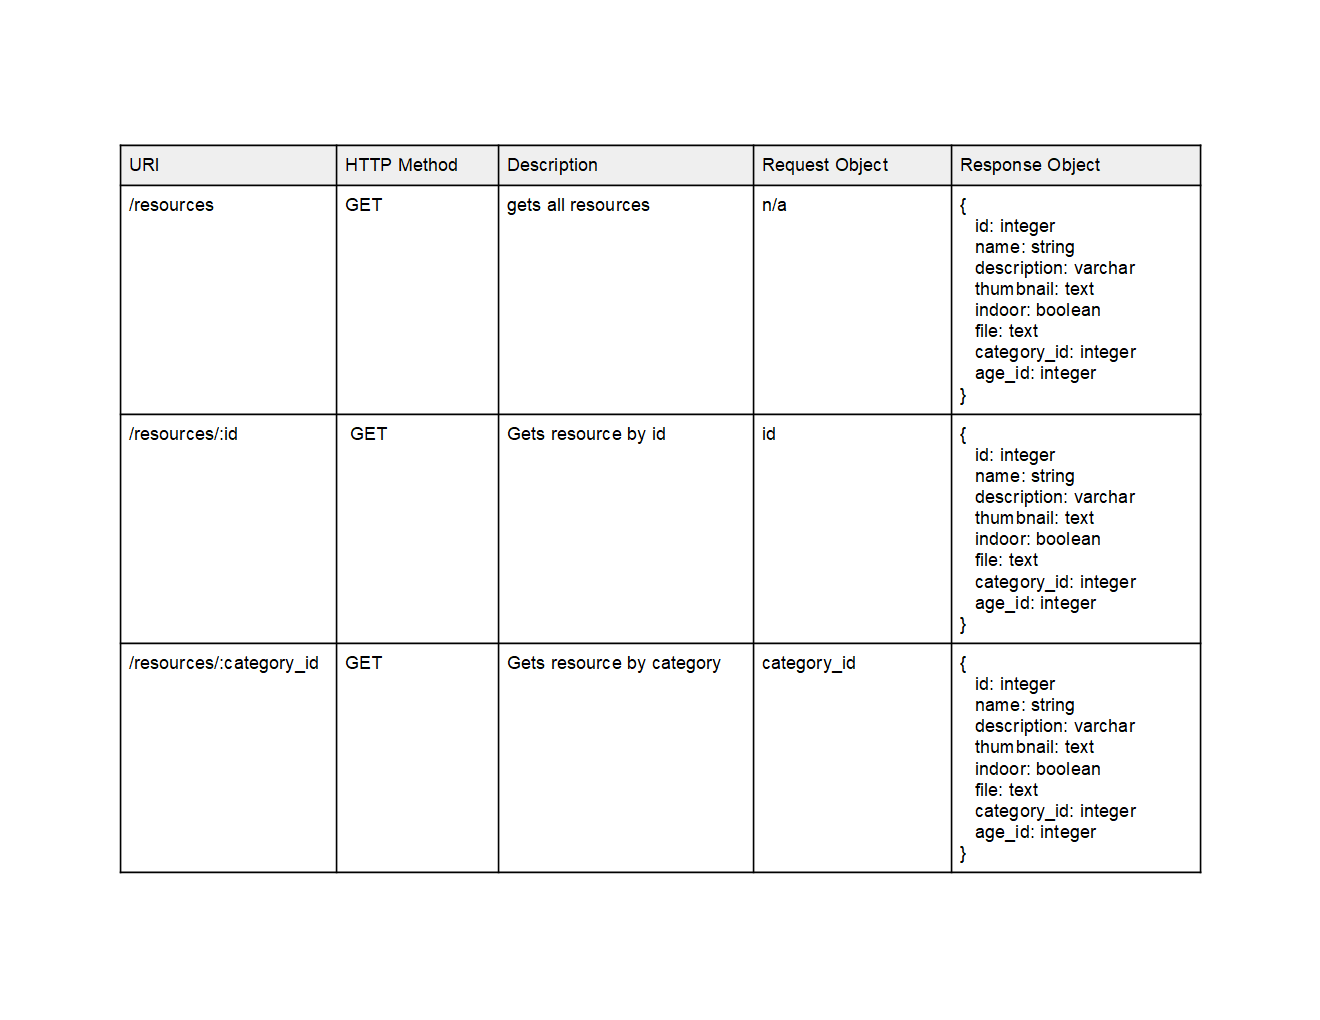 URI HTTP Method Description Request Object Response Object
/resources GET gets all resources n/a {
id: integer
name: string
description: varchar
thumbnail: text
indoor: boolean
file: text
category_id: integer
age_id: integer
}
/resources/:id GET Gets resource by id id {
id: integer
name: string
description: varchar
thumbnail: text
indoor: boolean
file: text
category_id: integer
age_id: integer
}
/resources/:category_id GET Gets resource by category category_id {
id: integer
name: string
description: varchar
thumbnail: text
indoor: boolean
file: text
category_id: integer
age_id: integer
}